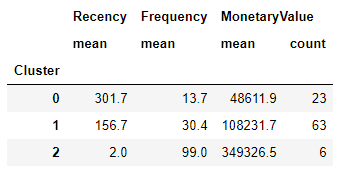 Recency Frequency MonetaryValue
mean mean mean count
Cluster
0 301.7 13.7 48611.9 23
1 156.7 30.4 108231.7 63
2 2.0 99.0 349326.5 6